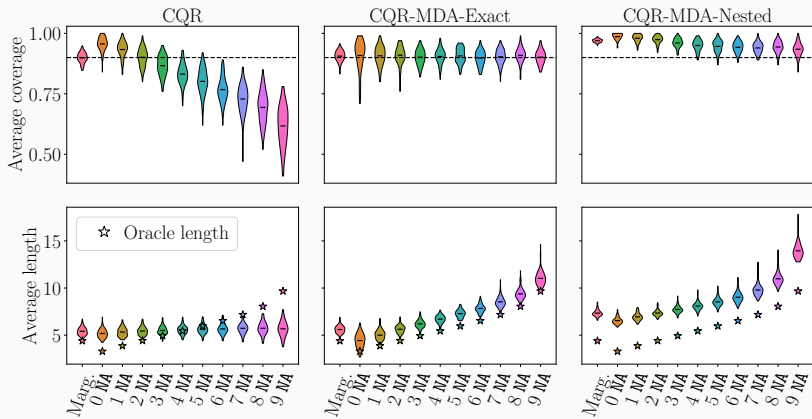 CQR
CQR-MDA-Exact
CQR-MDA-Nested
Average coverage
1.00
0.75
0.50
Average length
15
10
5
Oracle length
Marg.
0 NA
1 NA
2 NA
3 NA
4 NA
5 NA
6 NA
7 NA
8 NA
9 NA
Marg.
0 NA
1 NA
2 NA
3 NA
4 NA
5 NA
6 NA
7 NA
8 NA
9 NA
Marg.
0 NA
1 NA
2 NA
3 NA
4 NA
5 NA
6 NA
7 NA
8 NA
9 NA